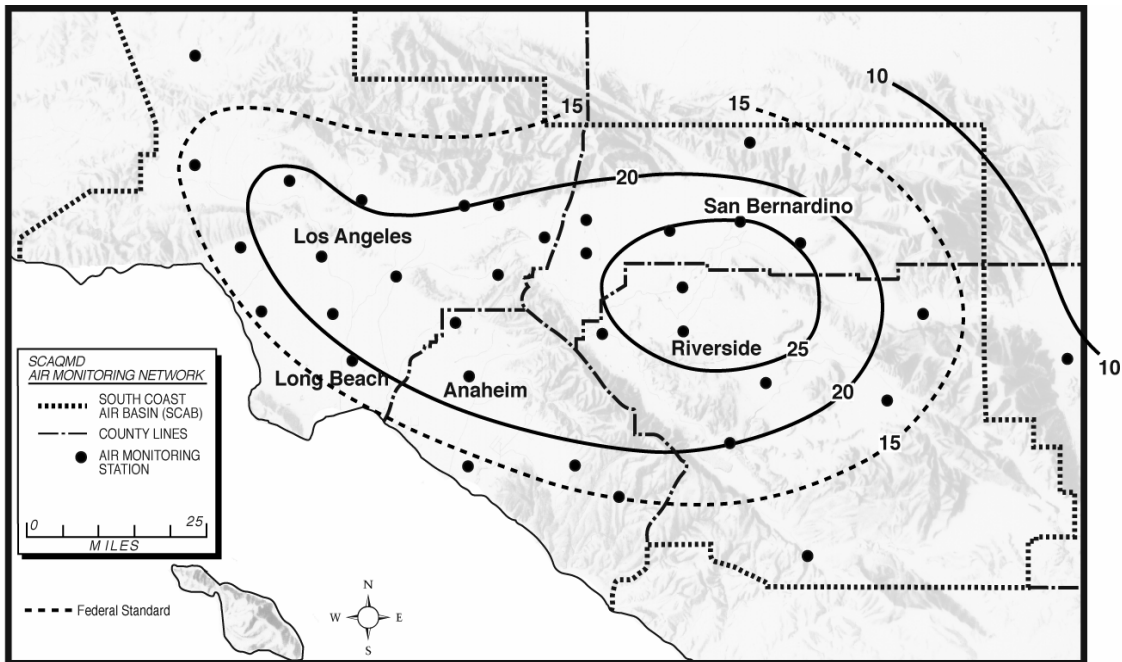 10
15
15
20
San Bernardino
Los Angeles
Riverside
25
Long Beach
Anaheim
20
10
15
SCAQMD
AIR MONITORING NETWORK
SOUTH COAST
AIR BASIN (SCAB)
COUNTY LINES
AIR MONITORING
STATION
0
25
MILES
Federal Standard
N
W
E
S